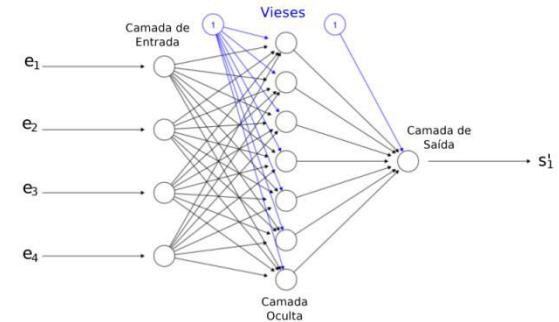 Vieses
Camada de
Entrada
1
1
e1
e2
e3
e4
Camada de
Saída
s'1
Camada
Oculta